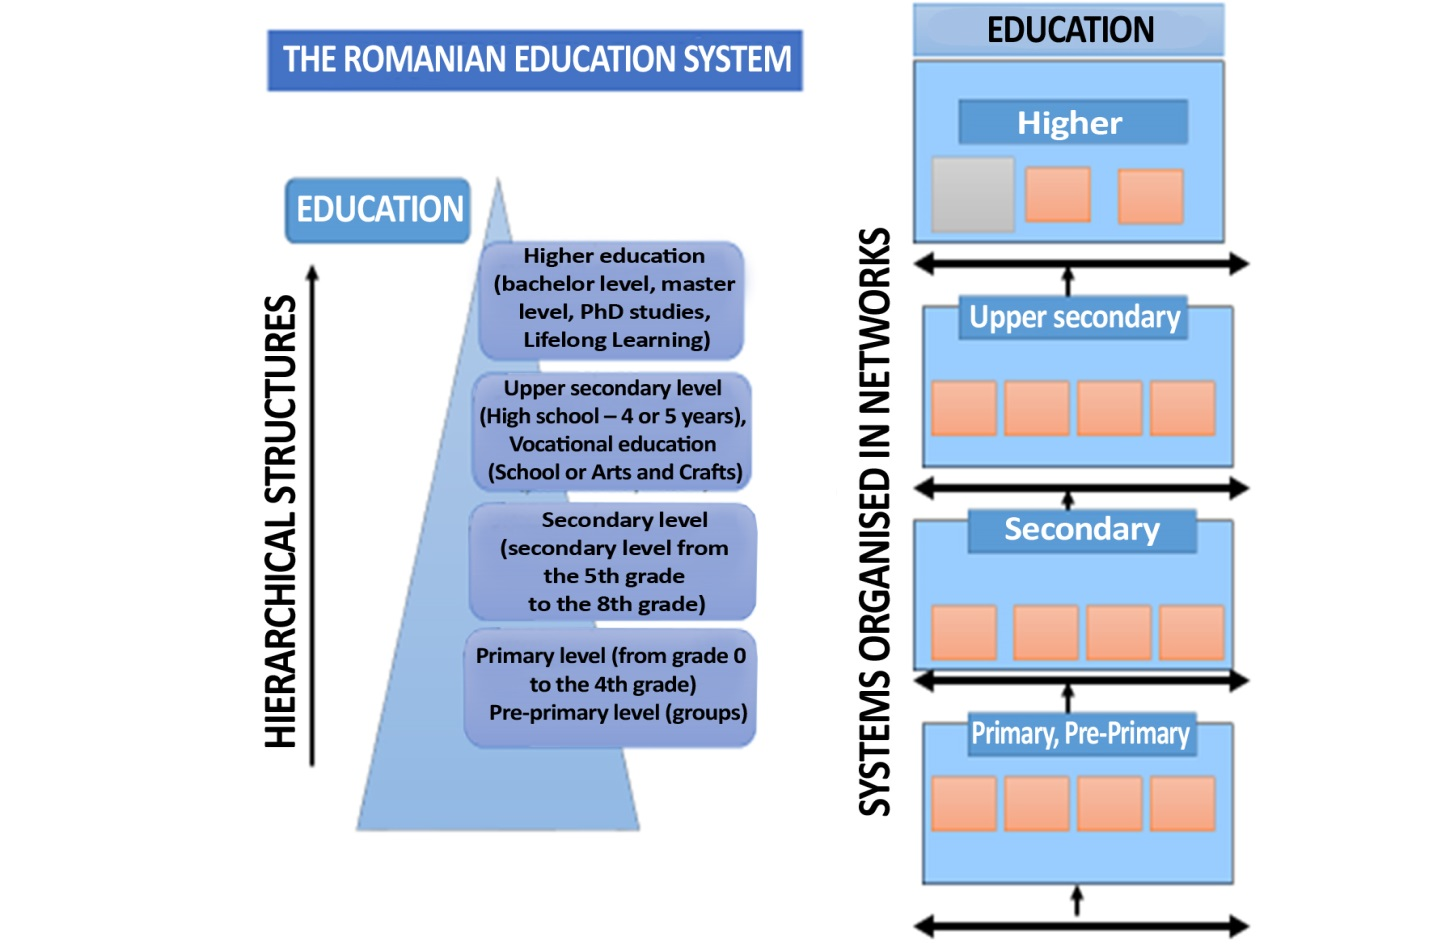 THE ROMANIAN EDUCATION SYSTEM
EDUCATION
HIERARCHICAL STRUCTURES
Higher education
(bachelor level, master
level, PhD studies,
Lifelong Learning)
Upper secondary level
(High school – 4 or 5 years),
Vocational education
(School or Arts and Crafts)
Secondary level
(secondary level from
the 5th grade
to the 8th grade)
Primary level (from grade 0
to the 4th grade)
Pre-primary level (groups)
SYSTEMS ORGANISED IN NETWORKS
EDUCATION
Higher
Upper secondary
Secondary
Primary, Pre-Primary